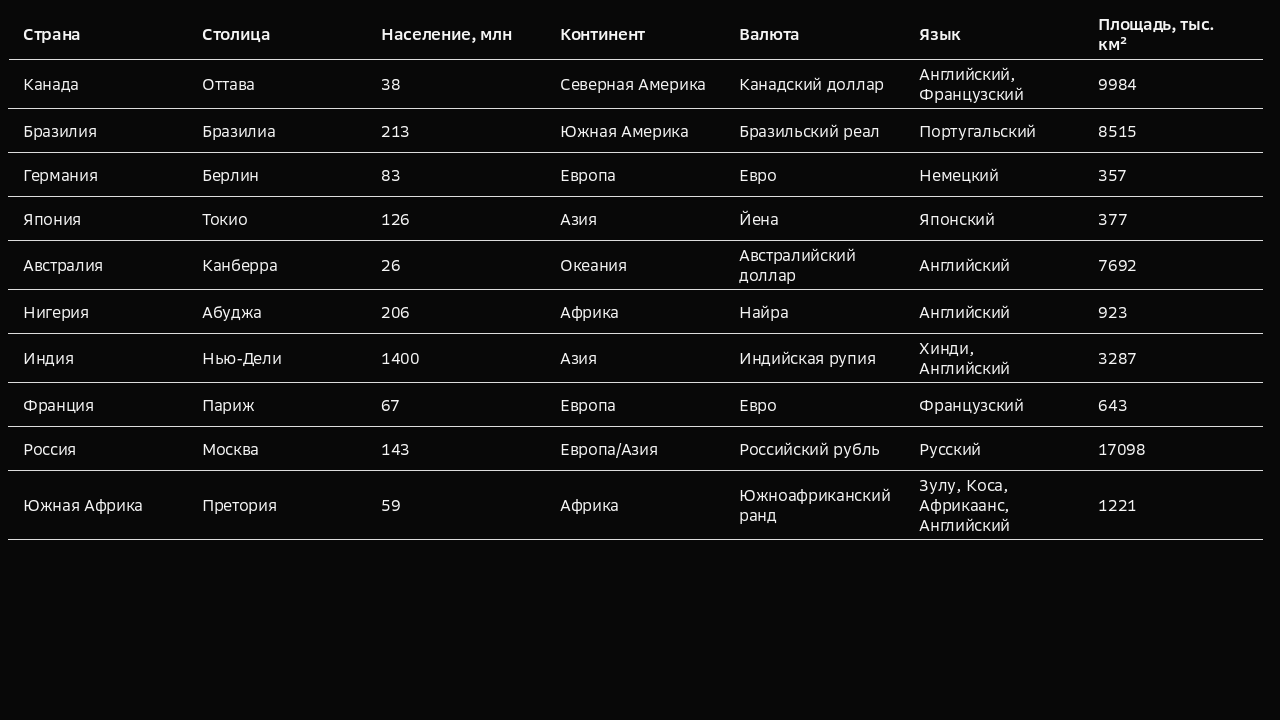 Страна Столица Население, млн Континент Валюта Язык Площадь, тыс. км²
Канада Оттава 38 Северная Америка Канадский доллар Английский, Французский 9984
Бразилия Бразилиа 213 Южная Америка Бразильский реал Португальский 8515
Германия Берлин 83 Европа Евро Немецкий 357
Япония Токио 126 Азия Йена Японский 377
Австралия Канберра 26 Океания Австралийский доллар Английский 7692
Нигерия Абуджа 206 Африка Найра Английский 923
Индия Нью-Дели 1400 Азия Индийская рупия Хинди, Английский 3287
Франция Париж 67 Европа Евро Французский 643
Россия Москва 143 Европа/Азия Российский рубль Русский 17098
Южная Африка Претория 59 Африка Южноафриканский ранд Зулу, Коса, Африкаанс, Английский 1221